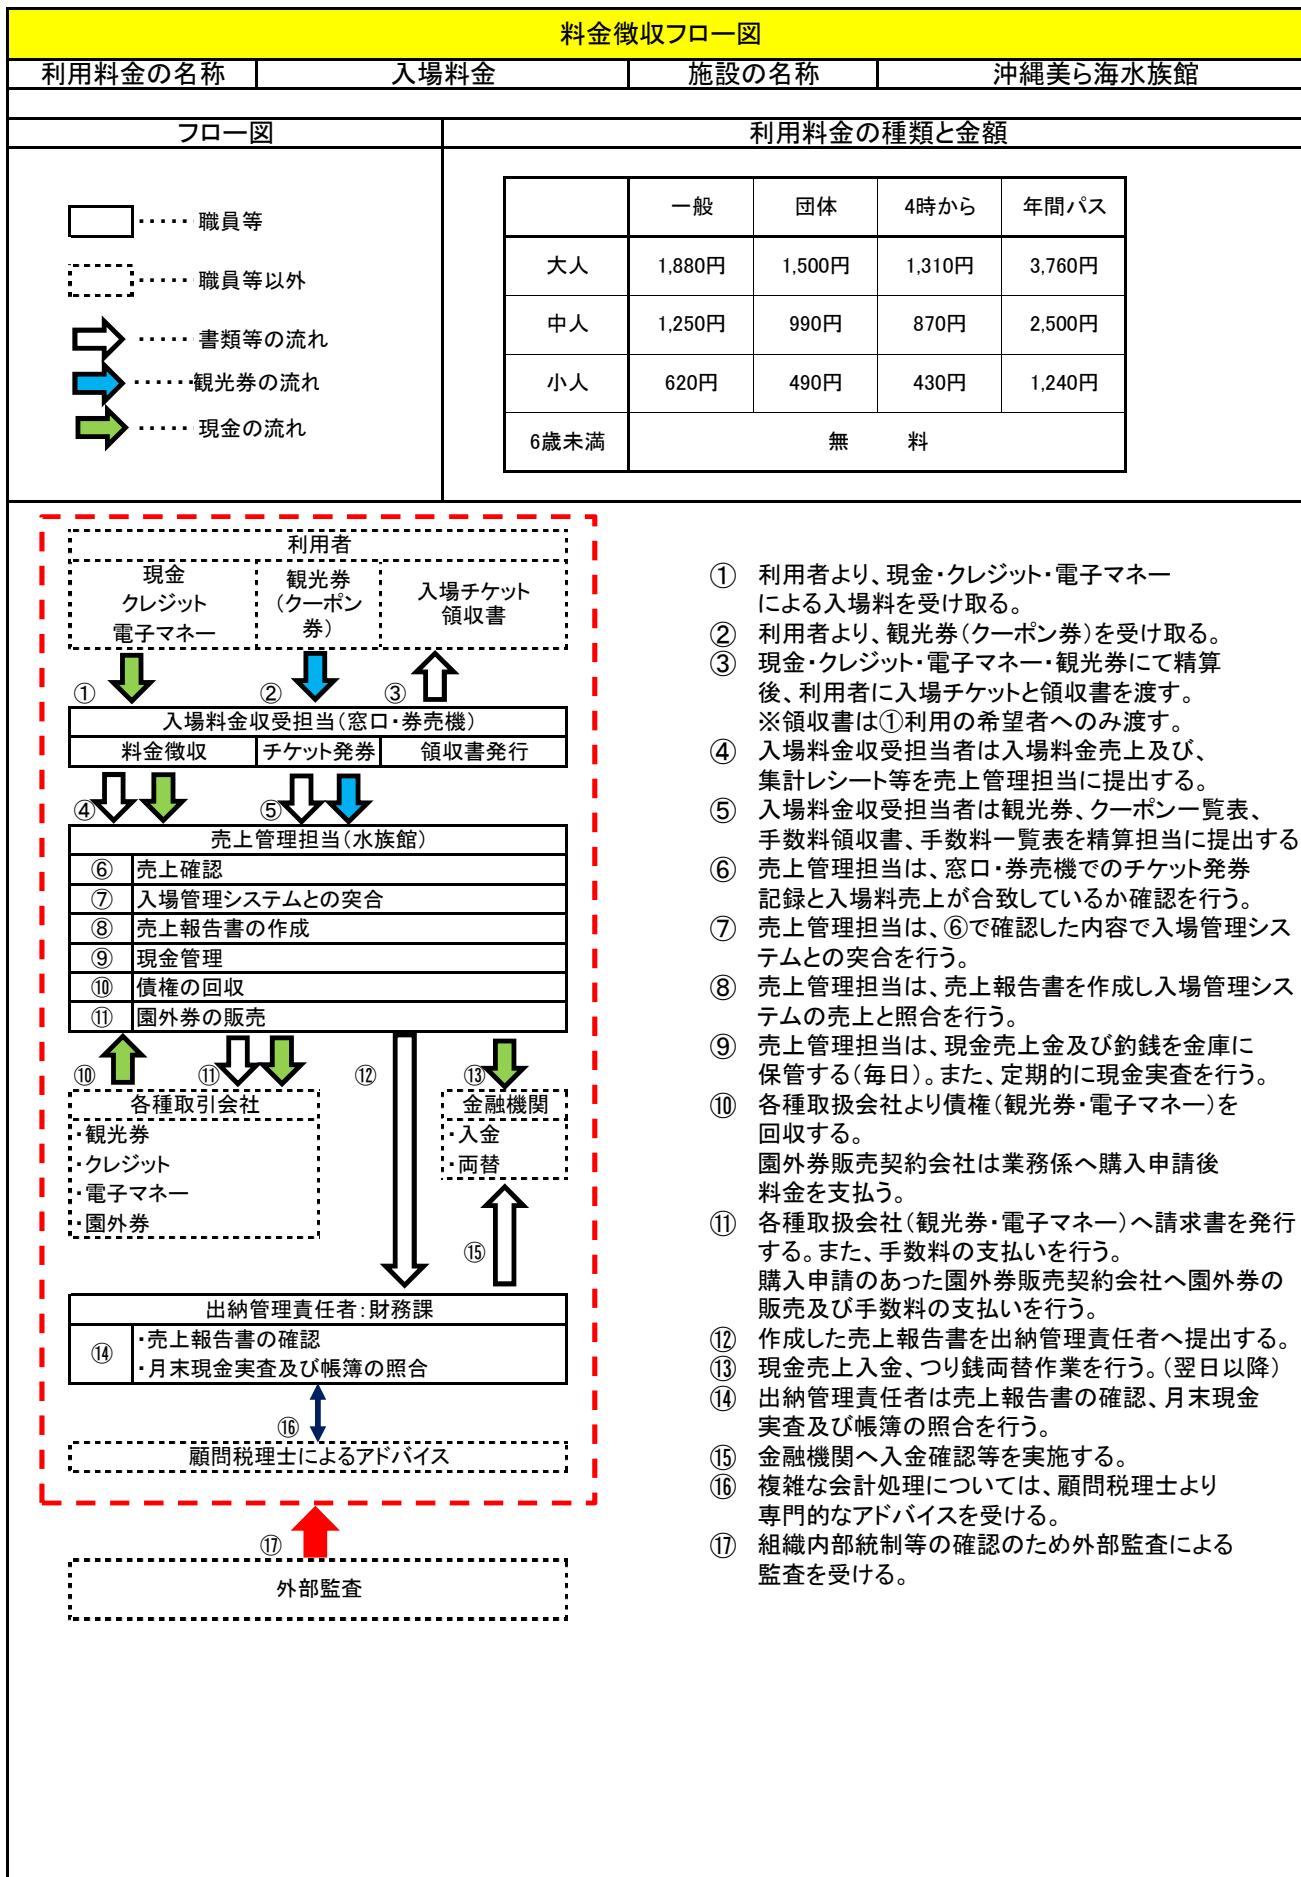 料金徴収フロー図
利用料金の名称 入場料金 施設の名称 沖縄美ら海水族館
フロー図 利用料金の種類と金額
・・・・・ 職員等
・・・・・ 職員等以外
・・・・・ 書類等の流れ
・・・・・・観光券の流れ
・・・・・ 現金の流れ
一般 団体 4時から 年間パス
大人 1,880円 1,500円 1,310円 3,760円
中人 1,250円 990円 870円 2,500円
小人 620円 490円 430円 1,240円
6歳未満 無 料
利用者
現金
クレジット
電子マネー
観光券
(クーポン
券)
入場チケット
領収書
① ② ③
入場料金収受担当(窓口・券売機)
料金徴収 チケット発券 領収書発行
④ ⑤
売上管理担当(水族館)
⑥ 売上確認
⑦ 入場管理システムとの突合
⑧ 売上報告書の作成
⑨ 現金管理
⑩ 債権の回収
⑪ 園外券の販売
⑩ ⑪ ⑫ ⑬
各種取引会社
・観光券
・クレジット
・電子マネー
・園外券
金融機関
・入金
・両替
⑮
出納管理責任者:財務課
⑭ ・売上報告書の確認
・月末現金実査及び帳簿の照合
⑯
顧問税理士によるアドバイス
⑰
外部監査
① 利用者より、現金・クレジット・電子マネー
による入場料を受け取る。
② 利用者より、観光券(クーポン券)を受け取る。
③ 現金・クレジット・電子マネー・観光券にて精算
後、利用者に入場チケットと領収書を渡す。
※領収書は①利用の希望者へのみ渡す。
④ 入場料金収受担当者は入場料金売上及び、
集計レシート等を売上管理担当に提出する。
⑤ 入場料金収受担当者は観光券、クーポン一覧表、
手数料領収書、手数料一覧表を精算担当に提出する
⑥ 売上管理担当は、窓口・券売機でのチケット発券
記録と入場料売上が合致しているか確認を行う。
⑦ 売上管理担当は、⑥で確認した内容で入場管理シス
テムとの突合を行う。
⑧ 売上管理担当は、売上報告書を作成し入場管理シス
テムの売上と照合を行う。
⑨ 売上管理担当は、現金売上金及び釣銭を金庫に
保管する(毎日)。また、定期的に現金実査を行う。
⑩ 各種取扱会社より債権(観光券・電子マネー)を
回収する。
園外券販売契約会社は業務係へ購入申請後
料金を支払う。
⑪ 各種取扱会社(観光券・電子マネー)へ請求書を発行
する。また、手数料の支払いを行う。
購入申請のあった園外券販売契約会社へ園外券の
販売及び手数料の支払いを行う。
⑫ 作成した売上報告書を出納管理責任者へ提出する。
⑬ 現金売上入金、つり銭両替作業を行う。(翌日以降)
⑭ 出納管理責任者は売上報告書の確認、月末現金
実査及び帳簿の照合を行う。
⑮ 金融機関へ入金確認等を実施する。
⑯ 複雑な会計処理については、顧問税理士より
専門的なアドバイスを受ける。
⑰ 組織内部統制等の確認のため外部監査による
監査を受ける。